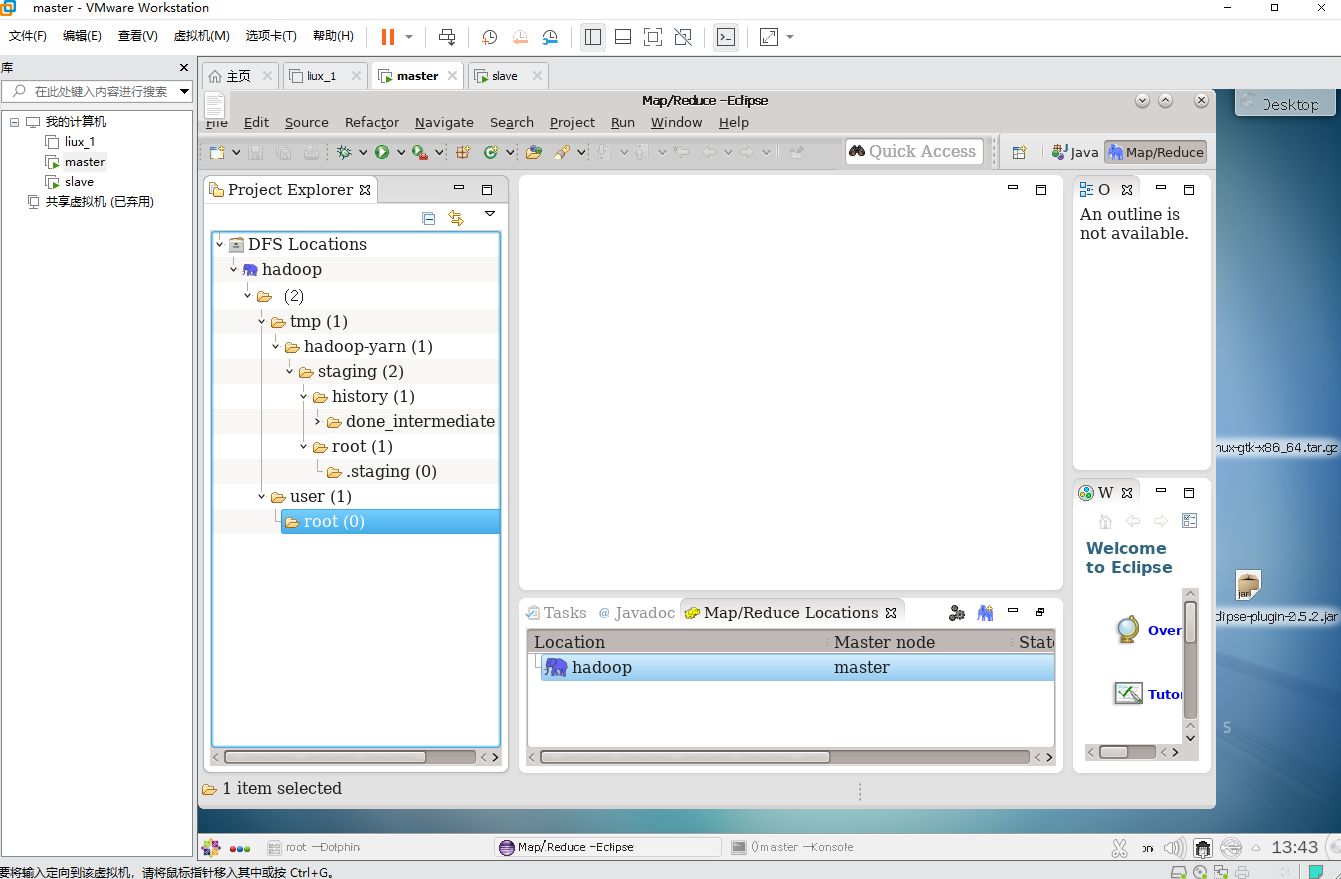 master - VMware Workstation
文件(F) 编辑(E) 查看(V) 虚拟机(M) 选项卡(T) 帮助(H)
库
在此处键入内容进行搜索
我的计算机
liux_1
master
slave
共享虚拟机 (已弃用)
主页 liux_1 master slave
Map/Reduce -Eclipse
File Edit Source Refactor Navigate Search Project Run Window Help
Quick Access Java Map/Reduce
Project Explorer
DFS Locations
hadoop
(2)
tmp (1)
hadoop-yarn (1)
staging (2)
history (1)
done_intermediate
root (1)
.staging (0)
user (1)
root (0)
O
An outline is
not available.
W
Welcome
to Eclipse
Over
Tuto
Tasks @ Javadoc Map/Reduce Locations
Location Master node State
hadoop master
1 item selected
Desktop
nux-gtk-x86_64.tar.gz
jar
clipse-plugin-2.5.2.jar
S
root -Dolphin Map/Reduce -Eclipse ()master -Konsole 13:43
要将输入定向到该虚拟机，请将鼠标指针移入其中或按 Ctrl+G。